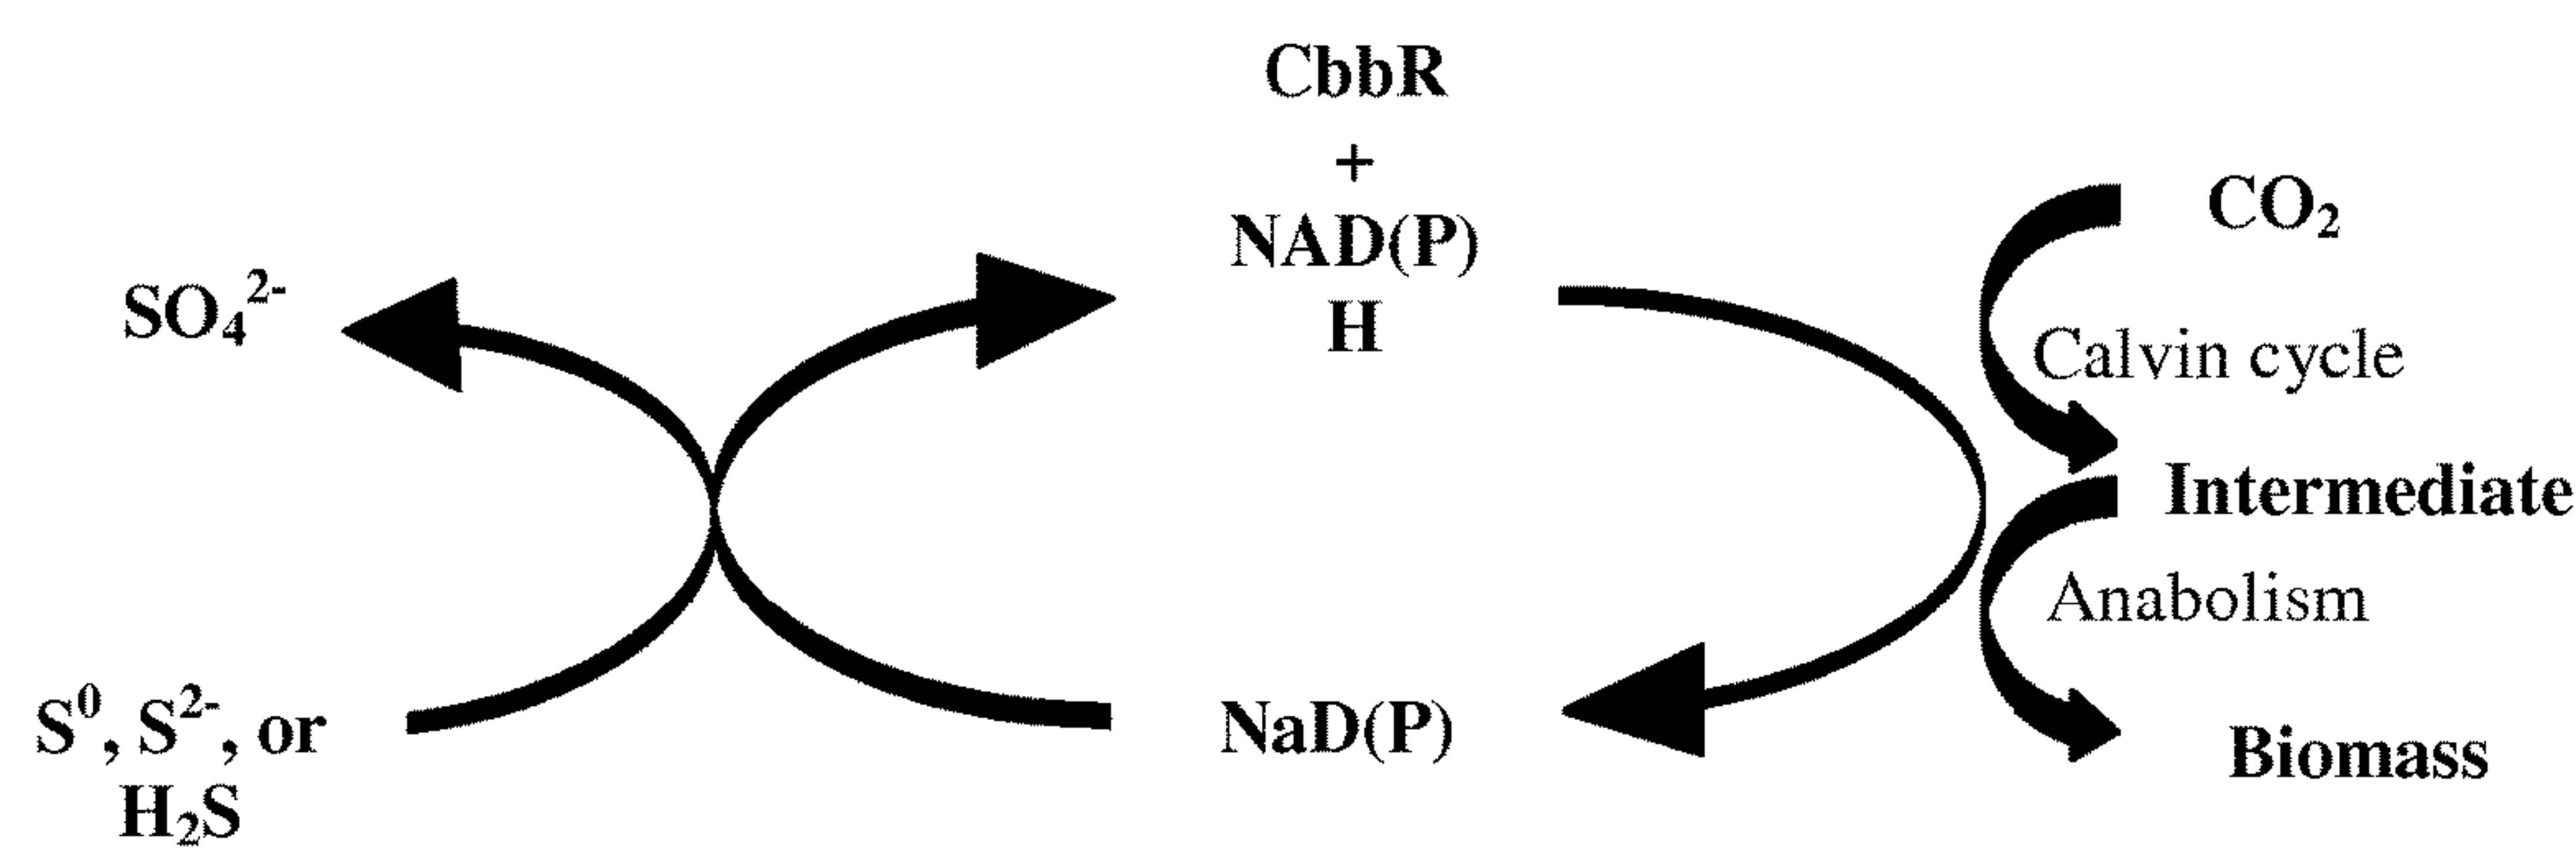 CbbR
+
NAD(P)
H
SO₄²⁻
S⁰, S²⁻, or
H₂S
NaD(P)
CO₂
Calvin cycle
Intermediate
Anabolism
Biomass